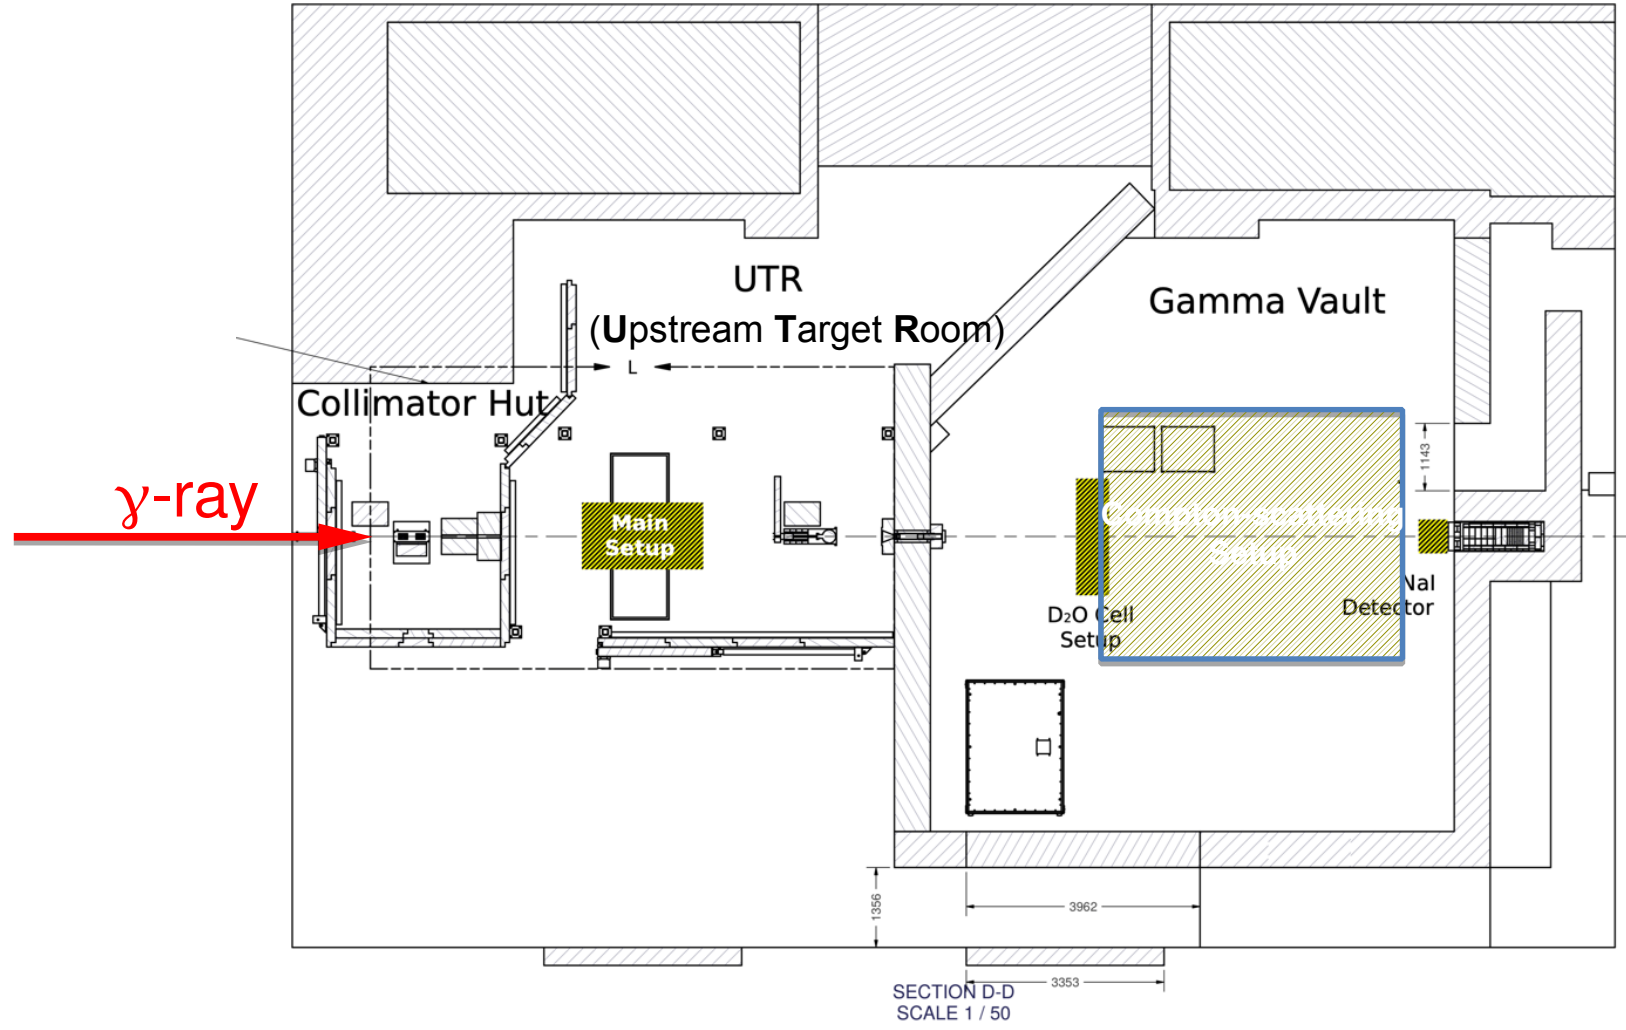 UTR
(Upstream Target Room)
Gamma Vault
L
Collimator Hut
γ-ray
Main
Setup
1143
Compton scattering
Setup
NaI
Detector
D₂O Cell
Setup
1356
3962
3353
SECTION D-D
SCALE 1 / 50